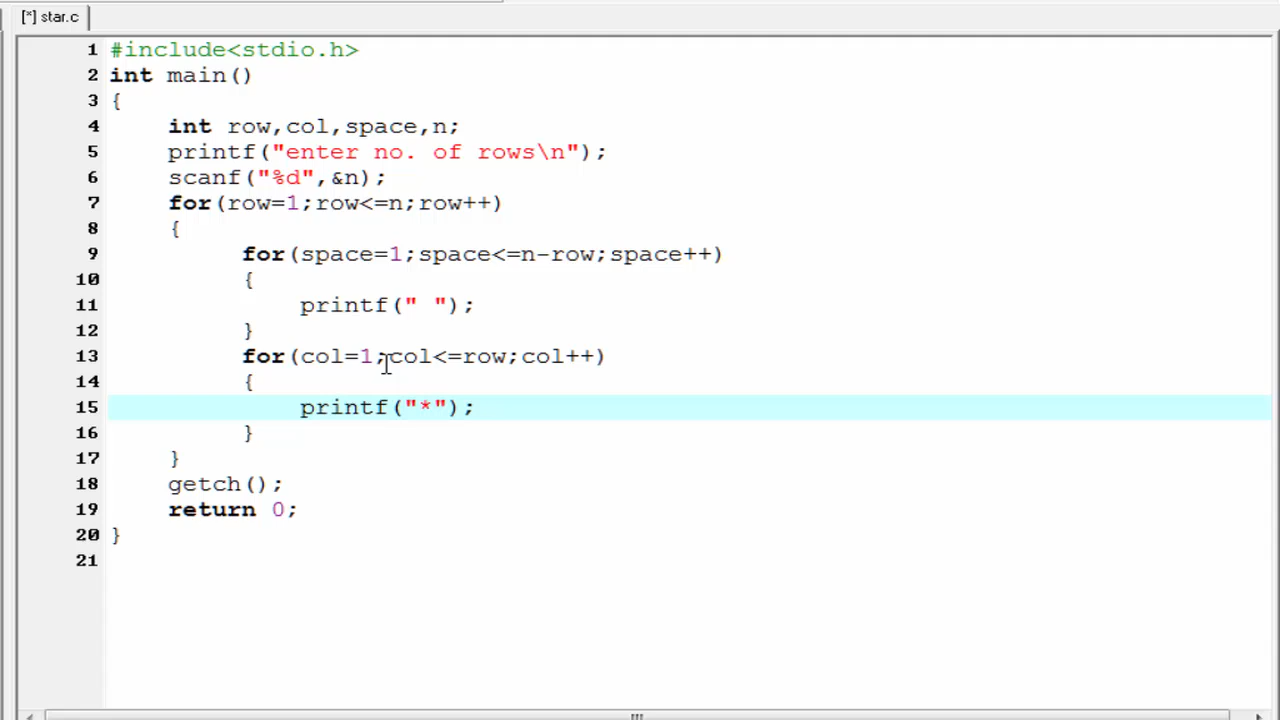 [*] star.c
1 #include<stdio.h>
2 int main()
3 {
4 int row,col,space,n;
5 printf("enter no. of rows\n");
6 scanf("%d",&n);
7 for(row=1;row<=n;row++)
8 {
9 for(space=1;space<=n-row;space++)
10 {
11 printf(" ");
12 }
13 for(col=1;col<=row;col++)
14 {
15 printf("*");
16 }
17 }
18 getch();
19 return 0;
20 }
21